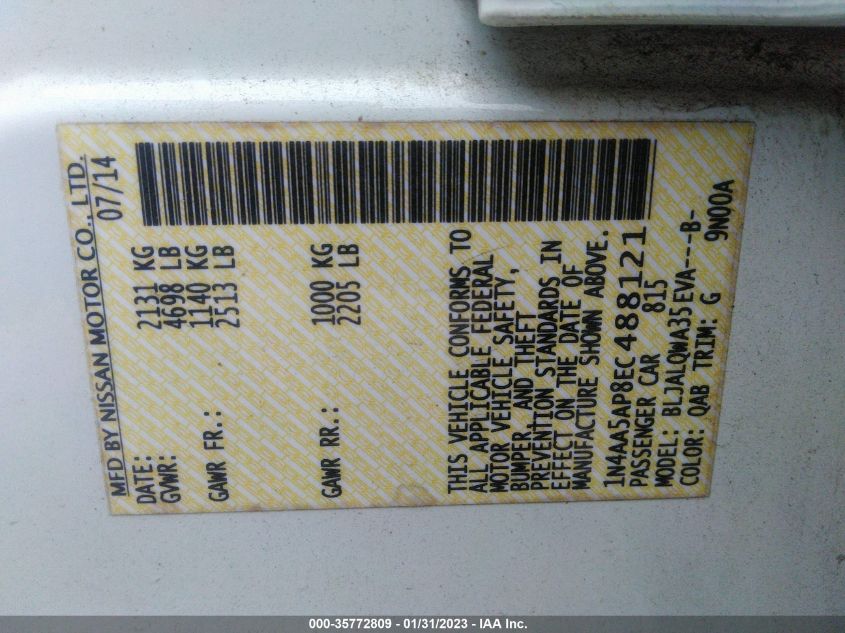 MFD BY NISSAN MOTOR CO., LTD.
DATE: 07/14
GVWR: 2131 KG
4698 LB
GAWR FR.: 1140 KG
2513 LB
GAWR RR.: 1000 KG
2205 LB
THIS VEHICLE CONFORMS TO
ALL APPLICABLE FEDERAL
MOTOR VEHICLE SAFETY,
BUMPER, AND THEFT
PREVENTION STANDARDS IN
EFFECT ON THE DATE OF
MANUFACTURE SHOWN ABOVE.
1N4AA5AP8EC488121
PASSENGER CAR 815
MODEL: BLJALQWA35EVA---B-
COLOR: QAB TRIM: G 9N00A
000-35772809 - 01/31/2023 - IAA Inc.